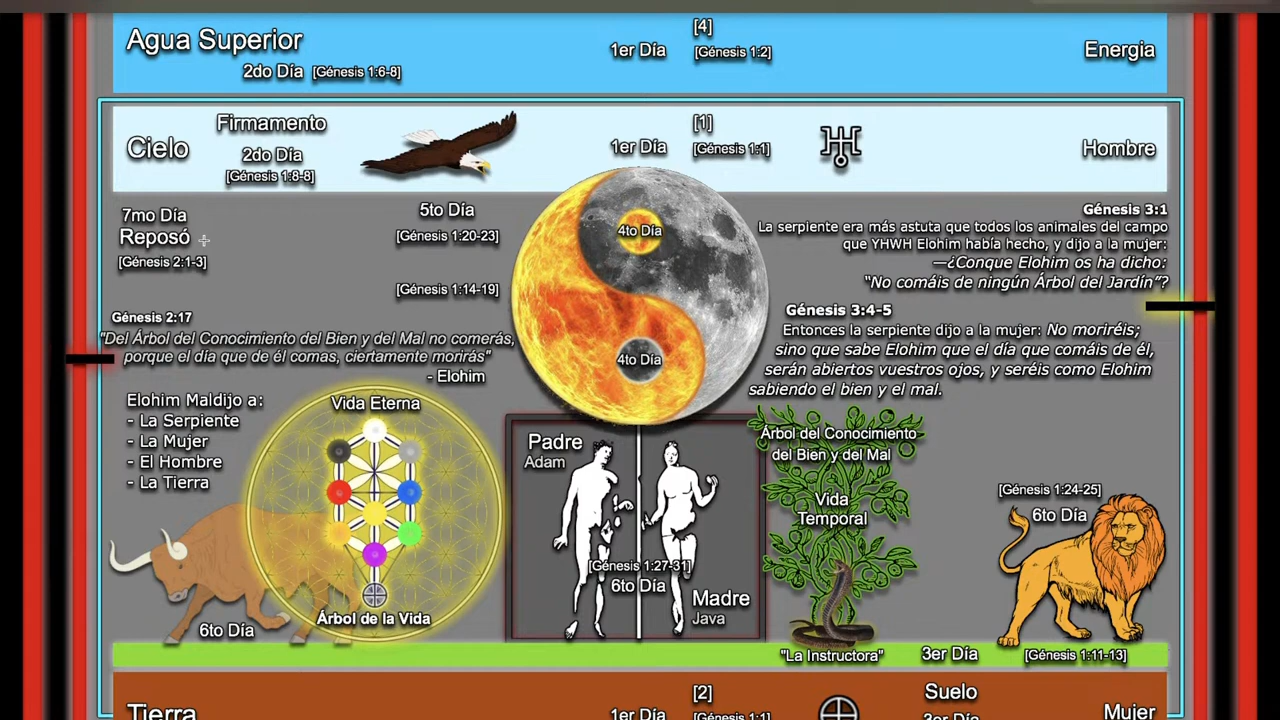 Agua Superior
2do Día [Génesis 1:6-8]
1er Día
[4]
[Génesis 1:2]
Energia
Cielo
Firmamento
2do Día
[Génesis 1:8-8]
1er Día
[1]
[Génesis 1:1]
Hombre
7mo Día
Reposó
[Génesis 2:1-3]
5to Día
[Génesis 1:20-23]
[Génesis 1:14-19]
4to Día
4to Día
Génesis 3:1
La serpiente era más astuta que todos los animales del campo
que YHWH Elohim había hecho, y dijo a la mujer:
—¿Conque Elohim os ha dicho:
“No comáis de ningún Árbol del Jardín”?
Génesis 2:17
"Del Árbol del Conocimiento del Bien y del Mal no comerás,
porque el día que de él comas, ciertamente morirás"
- Elohim
Génesis 3:4-5
Entonces la serpiente dijo a la mujer: No moriréis;
sino que sabe Elohim que el día que comáis de él,
serán abiertos vuestros ojos, y seréis como Elohim
sabiendo el bien y el mal.
Elohim Maldijo a:
- La Serpiente
- La Mujer
- El Hombre
- La Tierra
6to Día
Vida Eterna
Árbol de la Vida
Padre
Adam
[Génesis 1:27-31]
6to Día
Madre
Java
Árbol del Conocimiento
del Bien y del Mal
Vida
Temporal
"La Instructora"
[Génesis 1:24-25]
6to Día
3er Día
[Génesis 1:11-13]
Tierra
1er Día
[2]
[Génesis 1:1]
Suelo
3er Día
Mujer